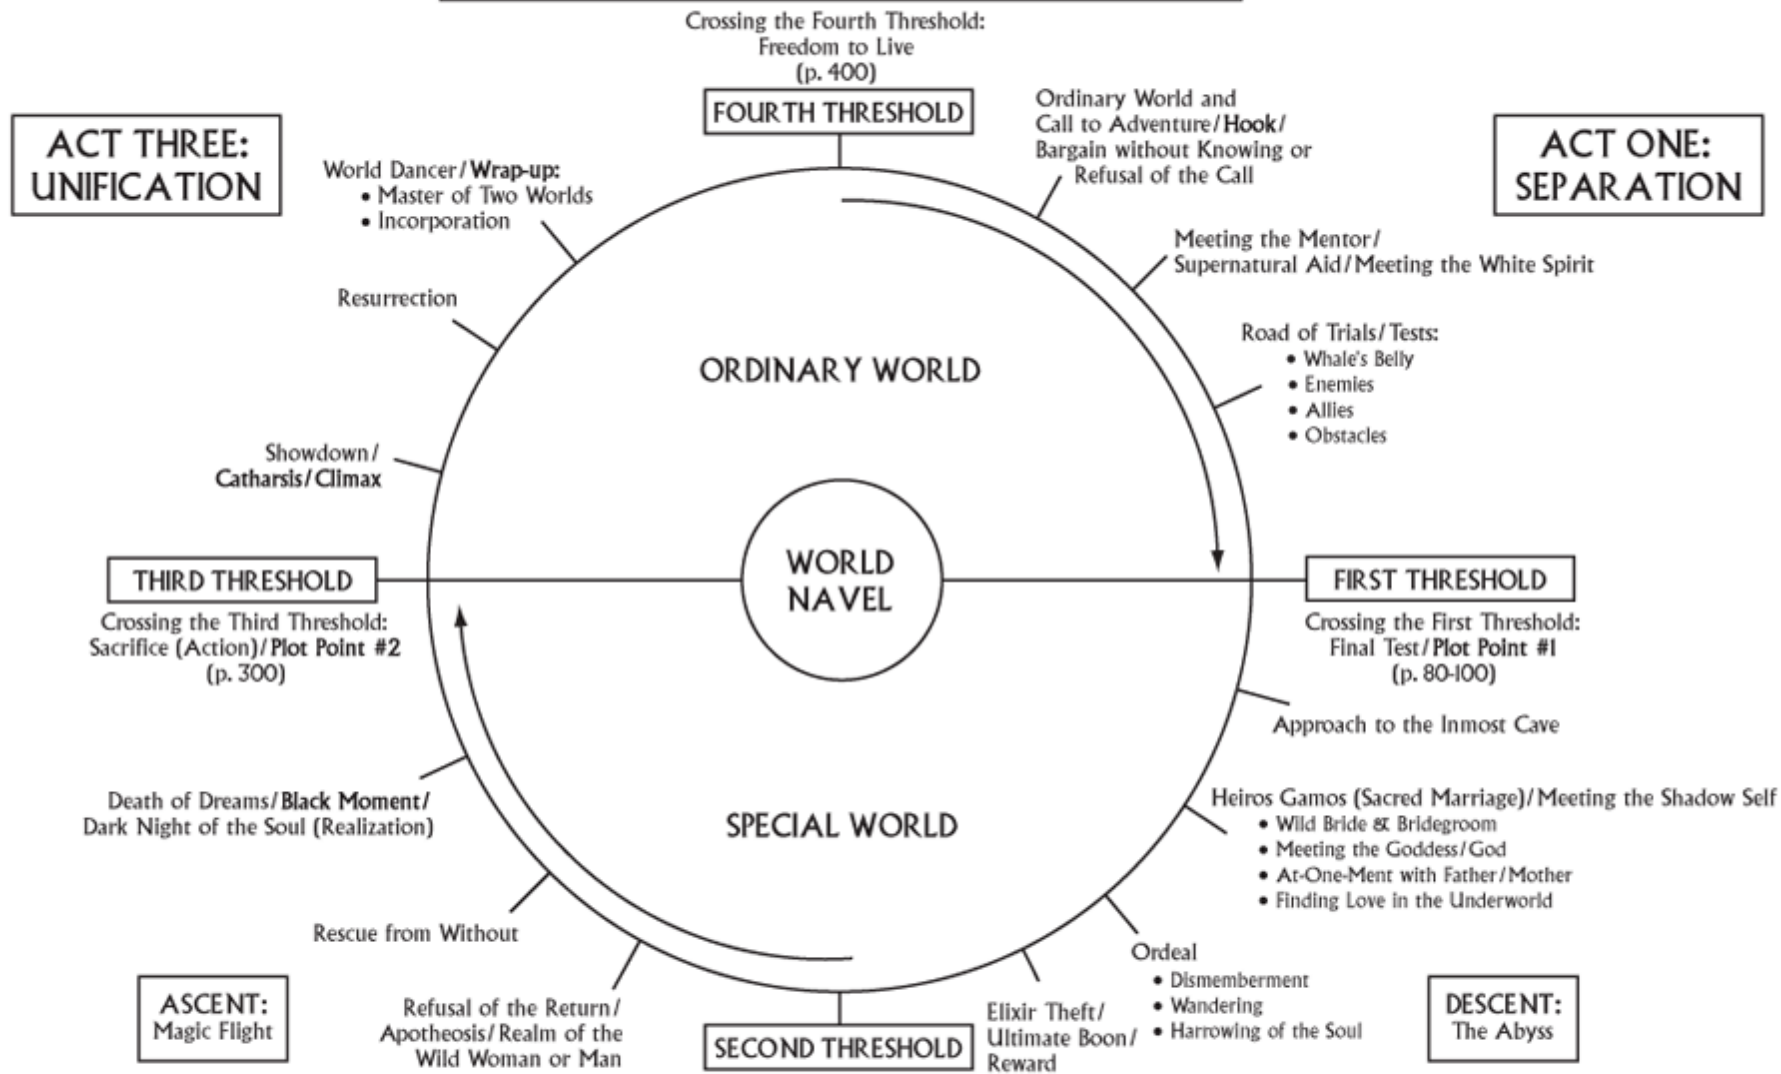 Crossing the Fourth Threshold:
Freedom to Live
(p. 400)
FOURTH THRESHOLD
ACT THREE:
UNIFICATION
ACT ONE:
SEPARATION
Ordinary World and
Call to Adventure/Hook/
Bargain without Knowing or
Refusal of the Call
Meeting the Mentor/
Supernatural Aid/Meeting the White Spirit
Road of Trials/Tests:
• Whale's Belly
• Enemies
• Allies
• Obstacles
FIRST THRESHOLD
Crossing the First Threshold:
Final Test/Plot Point #1
(p. 80-100)
Approach to the Inmost Cave
Heiros Gamos (Sacred Marriage)/Meeting the Shadow Self
• Wild Bride & Bridegroom
• Meeting the Goddess/God
• At-One-Ment with Father/Mother
• Finding Love in the Underworld
Ordeal
• Dismemberment
• Wandering
• Harrowing of the Soul
DESCENT:
The Abyss
Elixir Theft/
Ultimate Boon/
Reward
SECOND THRESHOLD
Refusal of the Return/
Apotheosis/Realm of the
Wild Woman or Man
ASCENT:
Magic Flight
Rescue from Without
Death of Dreams/Black Moment/
Dark Night of the Soul (Realization)
THIRD THRESHOLD
Crossing the Third Threshold:
Sacrifice (Action)/Plot Point #2
(p. 300)
Showdown/
Catharsis/Climax
Resurrection
World Dancer/Wrap-up:
• Master of Two Worlds
• Incorporation
ORDINARY WORLD
WORLD
NAVEL
SPECIAL WORLD